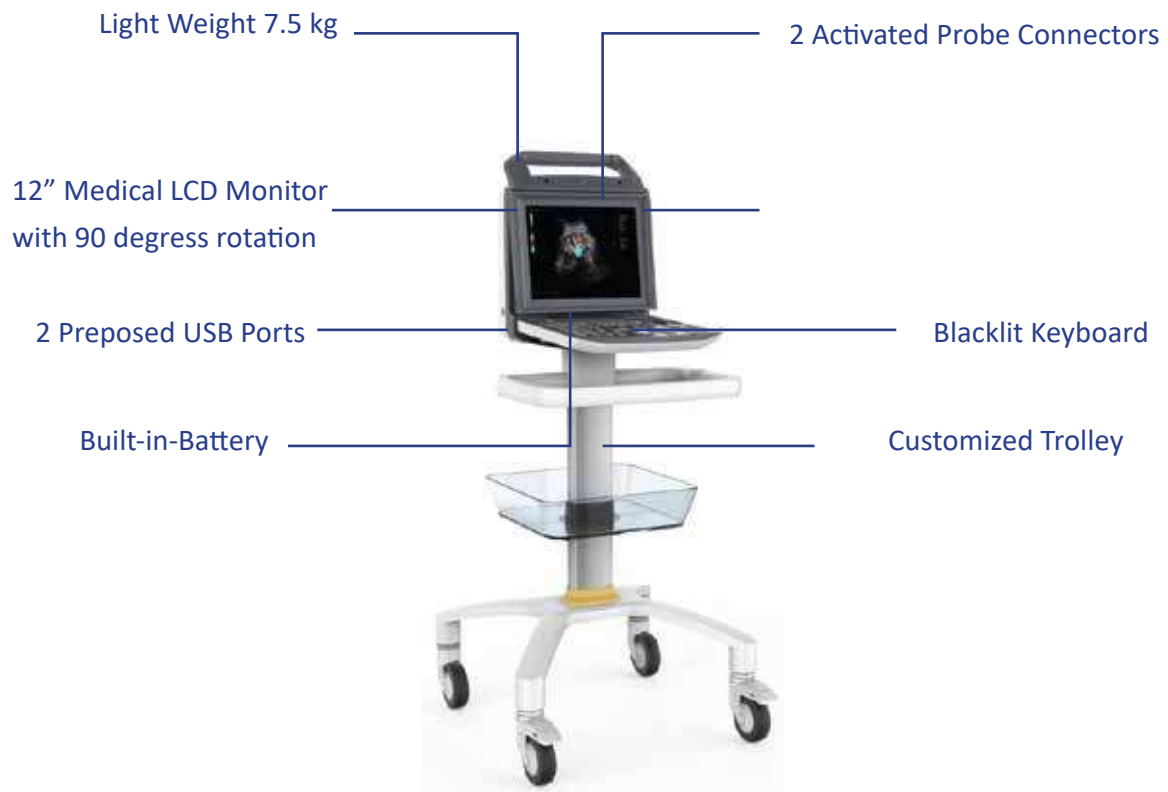 Light Weight 7.5 kg
2 Activated Probe Connectors
12” Medical LCD Monitor
with 90 degress rotation
2 Preposed USB Ports
Blacklit Keyboard
Built-in-Battery
Customized Trolley